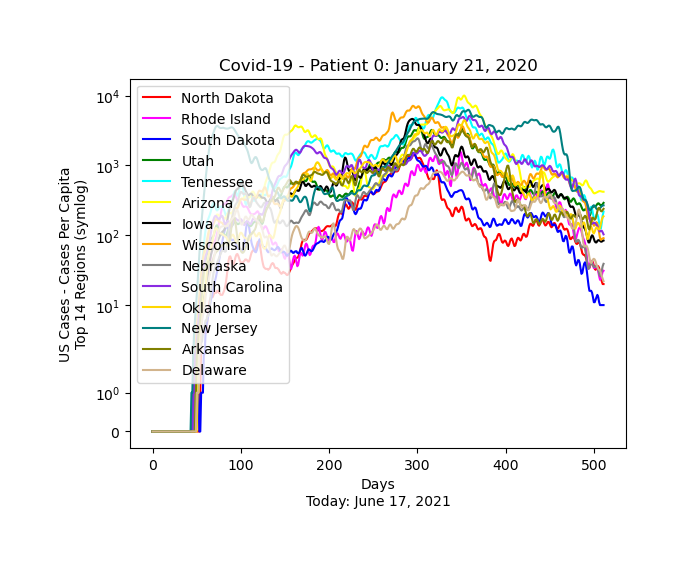 Covid-19 - Patient 0: January 21, 2020
US Cases - Cases Per Capita
Top 14 Regions (symlog)
10⁴
10³
10²
10¹
10⁰
0
North Dakota
Rhode Island
South Dakota
Utah
Tennessee
Arizona
Iowa
Wisconsin
Nebraska
South Carolina
Oklahoma
New Jersey
Arkansas
Delaware
0 100 200 300 400 500
Days
Today: June 17, 2021